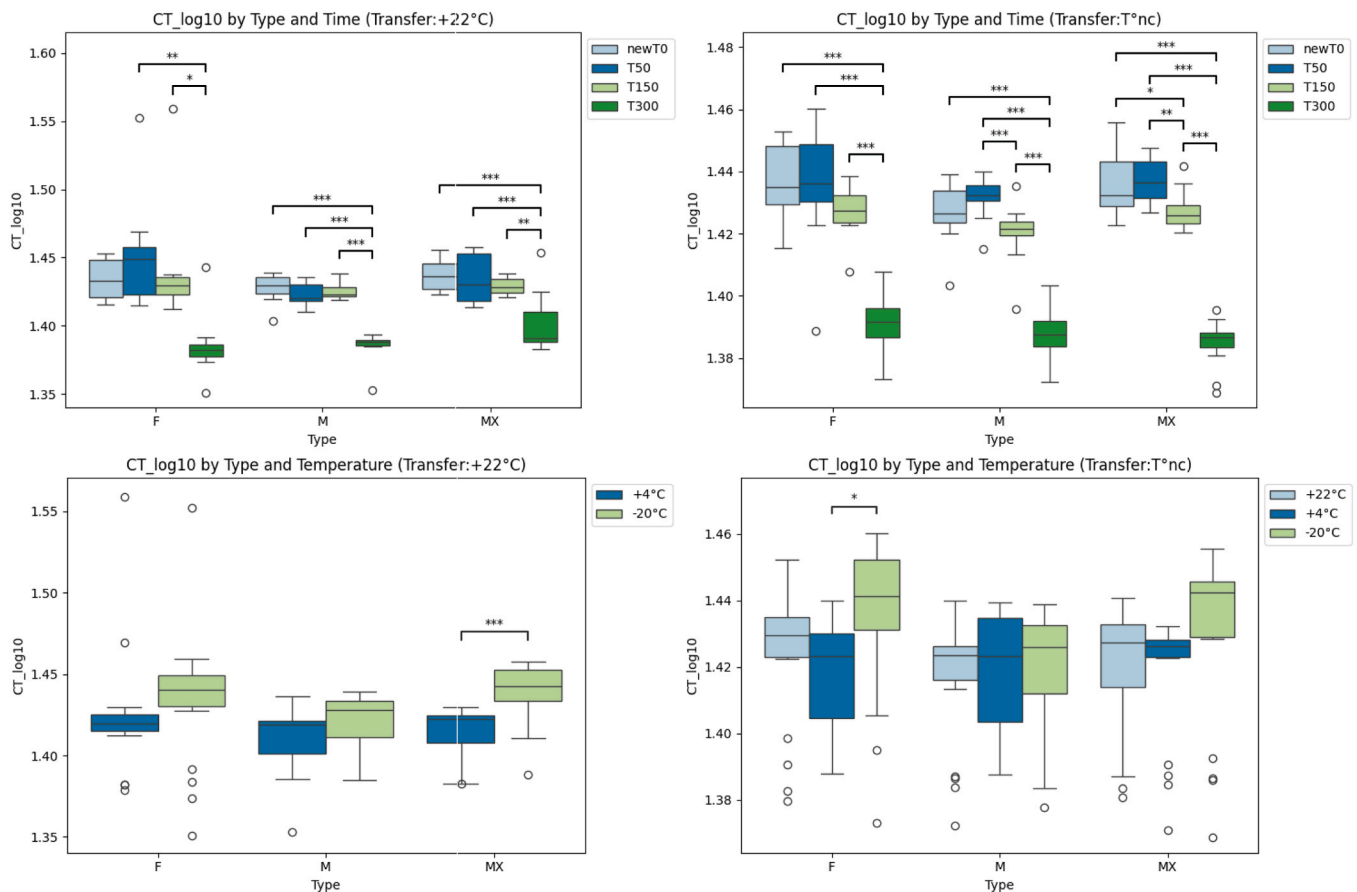 CT_log10 by Type and Time (Transfer:+22°C)
1.60
1.55
1.50
1.45
1.40
1.35
CT_log10
** 
*
***
***
***
***
***
**
F
M
MX
Type
newT0
T50
T150
T300
CT_log10 by Type and Time (Transfer:T°nc)
1.48
1.46
1.44
1.42
1.40
1.38
CT_log10
***
***
***
***
***
***
***
***
***
*
**
***
F
M
MX
Type
newT0
T50
T150
T300
CT_log10 by Type and Temperature (Transfer:+22°C)
1.55
1.50
1.45
1.40
1.35
CT_log10
***
F
M
MX
Type
+4°C
-20°C
CT_log10 by Type and Temperature (Transfer:T°nc)
1.46
1.44
1.42
1.40
1.38
CT_log10
*
F
M
MX
Type
+22°C
+4°C
-20°C